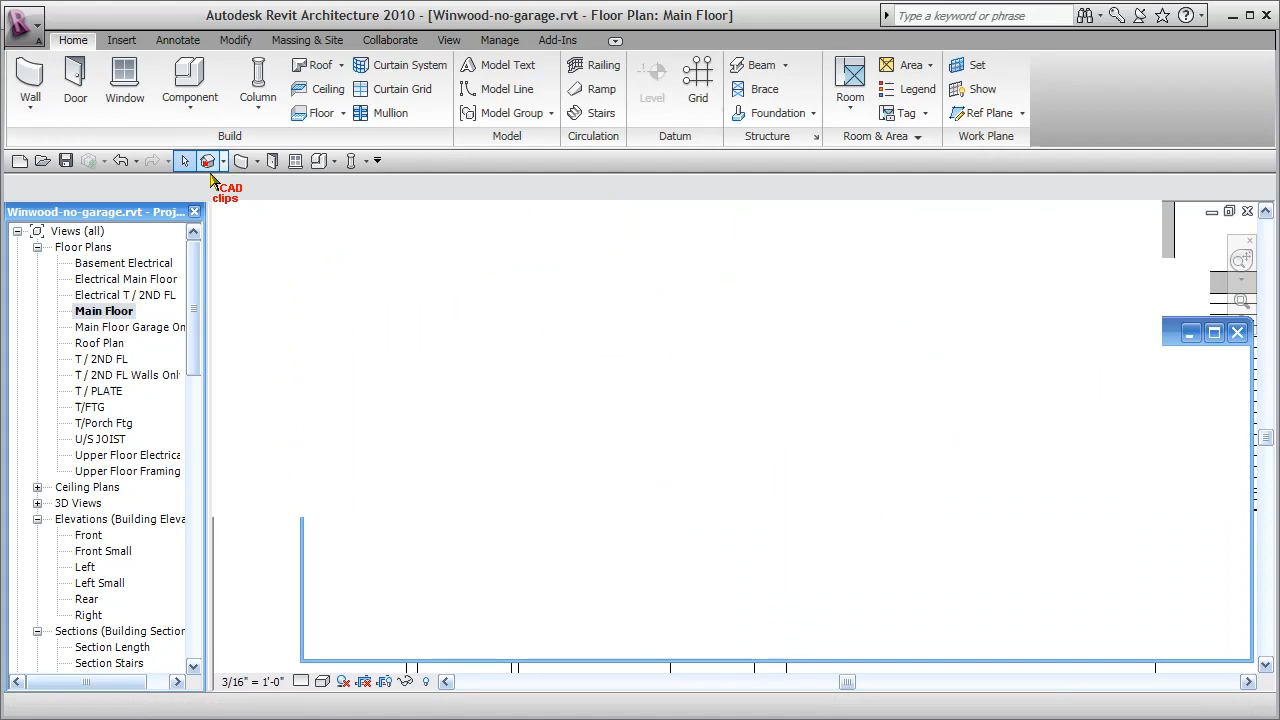 Autodesk Revit Architecture 2010 - [Winwood-no-garage.rvt - Floor Plan: Main Floor]
Type a keyword or phrase
Home Insert Annotate Modify Massing & Site Collaborate View Manage Add-Ins
Wall Door Window Component Column
Roof Curtain System
Ceiling Curtain Grid
Floor Mullion
Build
Model Text
Model Line
Model Group
Model
Railing
Ramp
Stairs
Circulation
Level Grid
Datum
Beam
Brace
Foundation
Structure
Room
Area
Legend
Tag
Room & Area
Set
Show
Ref Plane
Work Plane
CAD
clips
Winwood-no-garage.rvt - Proj...
Views (all)
Floor Plans
Basement Electrical
Electrical Main Floor
Electrical T / 2ND FL
Main Floor
Main Floor Garage On
Roof Plan
T / 2ND FL
T / 2ND FL Walls Onl
T / PLATE
T/FTG
T/Porch Ftg
U/S JOIST
Upper Floor Electrica
Upper Floor Framing
Ceiling Plans
3D Views
Elevations (Building Eleva
Front
Front Small
Left
Left Small
Rear
Right
Sections (Building Section
Section Length
Section Stairs
3/16" = 1'-0"